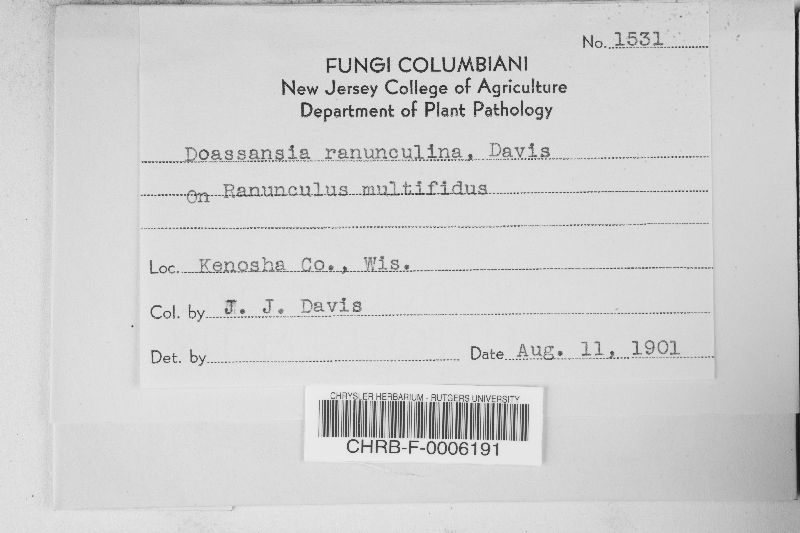 No. 1531
FUNGI COLUMBIANI
New Jersey College of Agriculture
Department of Plant Pathology
Doassansia ranunculina, Davis
On Ranunculus multifidus
Loc. Kenosha Co., Wis.
Col. by J. J. Davis
Det. by
Date Aug. 11, 1901
CHRYSLER HERBARIUM - RUTGERS UNIVERSITY
CHRB-F-0006191